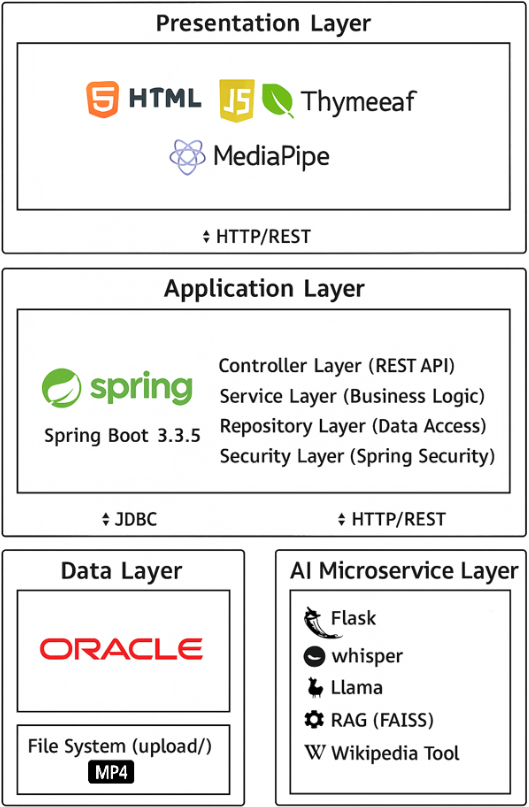 Presentation Layer
5 HTML JS Thymeeaf
MediaPipe
HTTP/REST
Application Layer
spring
Spring Boot 3.3.5
Controller Layer (REST API)
Service Layer (Business Logic)
Repository Layer (Data Access)
Security Layer (Spring Security)
JDBC
HTTP/REST
Data Layer
ORACLE
File System (upload/)
MP4
AI Microservice Layer
Flask
whisper
Llama
RAG (FAISS)
W Wikipedia Tool